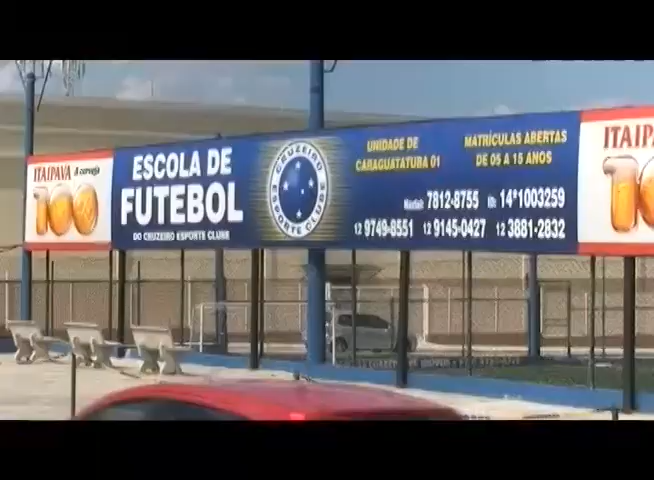 ITAIPAVA A cerveja
100
ESCOLA DE
FUTEBOL
DO CRUZEIRO ESPORTE CLUBE
CRUZEIRO
ESPORTE CLUBE
UNIDADE DE
CARAGUATATUBA 01
MATRÍCULAS ABERTAS
DE 05 A 15 ANOS
Nextel: 7812-8755 ID: 14*1003259
12 9749-8551 12 9145-0427 12 3881-2832
ITAIPA
100